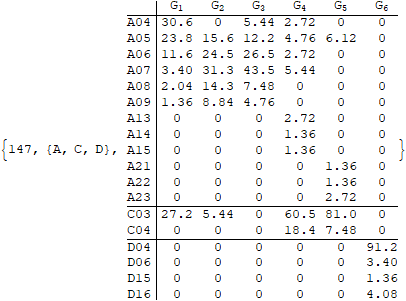 G₁ G₂ G₃ G₄ G₅ G₆
A04 30.6 0 5.44 2.72 0 0
A05 23.8 15.6 12.2 4.76 6.12 0
A06 11.6 24.5 26.5 2.72 0 0
A07 3.40 31.3 43.5 5.44 0 0
A08 2.04 14.3 7.48 0 0 0
A09 1.36 8.84 4.76 0 0 0
A13 0 0 0 2.72 0 0
A14 0 0 0 1.36 0 0
{147, {A, C, D}, A15 0 0 0 1.36 0 0 }
A21 0 0 0 0 1.36 0
A22 0 0 0 0 1.36 0
A23 0 0 0 0 2.72 0
C03 27.2 5.44 0 60.5 81.0 0
C04 0 0 0 18.4 7.48 0
D04 0 0 0 0 0 91.2
D06 0 0 0 0 0 3.40
D15 0 0 0 0 0 1.36
D16 0 0 0 0 0 4.08